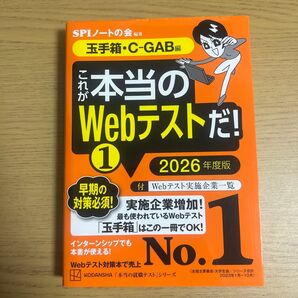 SPIノートの会 編著
玉手箱・C-GAB編
これが
本当の
Webテストだ!
1
2026年度版
付 Webテスト実施企業一覧
早期の
対策必須!
実施企業増加!
最も使われているWebテスト
「玉手箱」はこの一冊でOK!
インターンシップでも
本書が使える!
Webテスト対策本で売上
No.1
KODANSHA 「本当の就職テスト」シリーズ